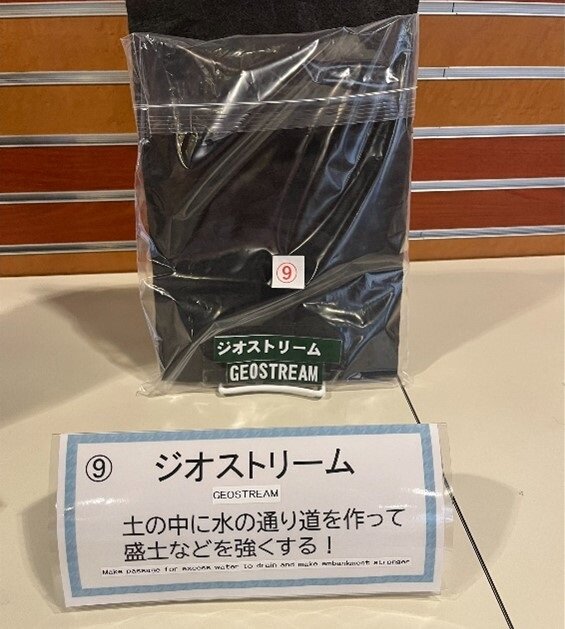 ⑨
ジオストリーム
GEOSTREAM
⑨ ジオストリーム
GEOSTREAM
土の中に水の通り道を作って
盛土などを強くする！
Make passage for excess water to drain and make embankment stronger